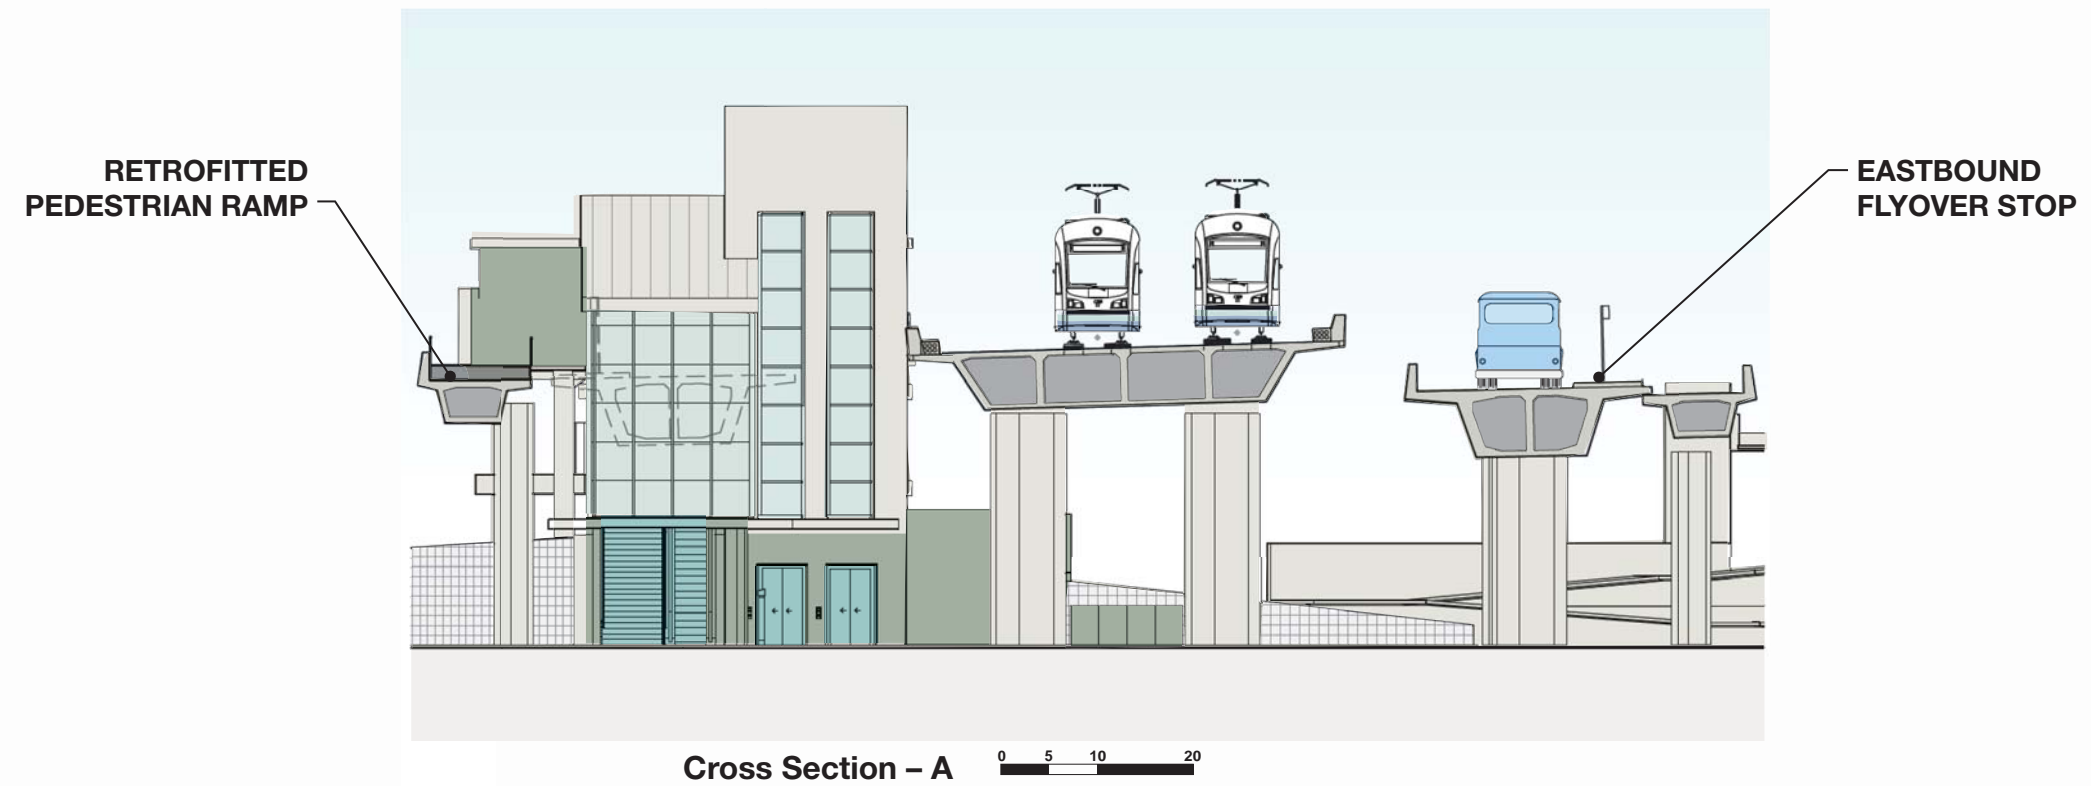 RETROFITTED
PEDESTRIAN RAMP
EASTBOUND
FLYOVER STOP
Cross Section – A
0 5 10 20